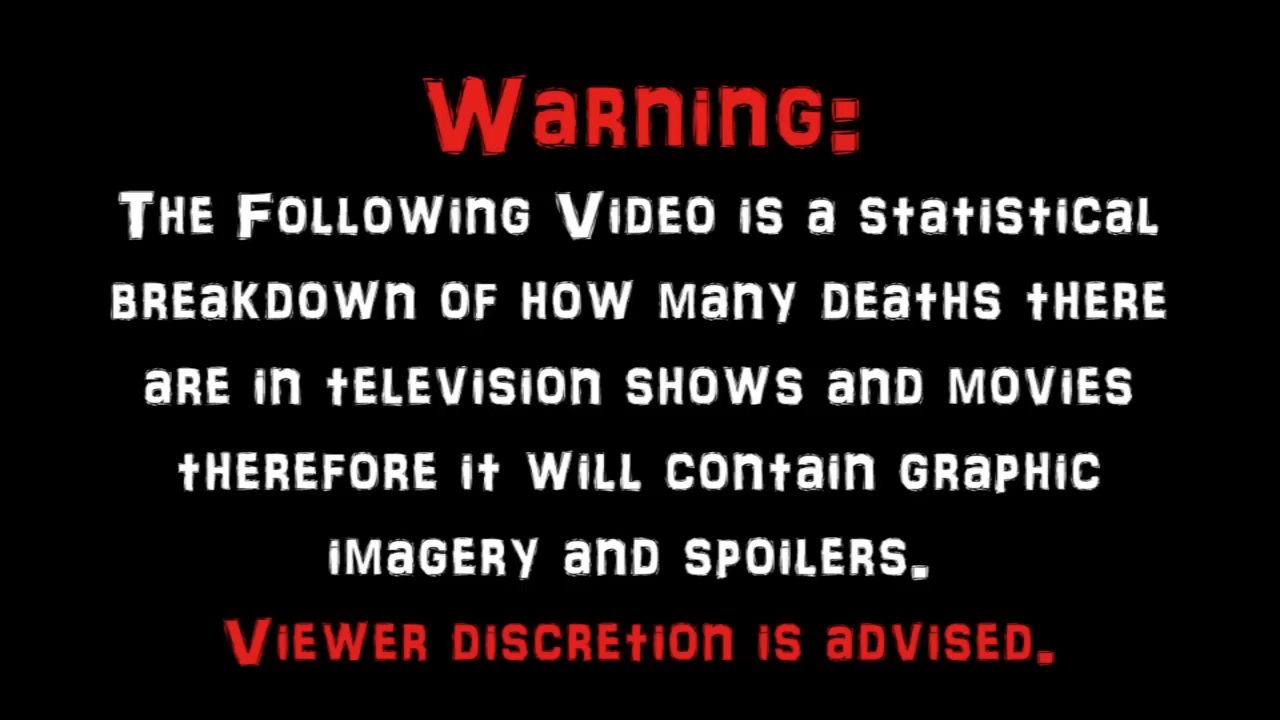 Warning:
The Following Video is a statistical
breakdown of how many deaths there
are in television shows and movies
therefore it will contain graphic
imagery and spoilers.
Viewer discretion is advised.